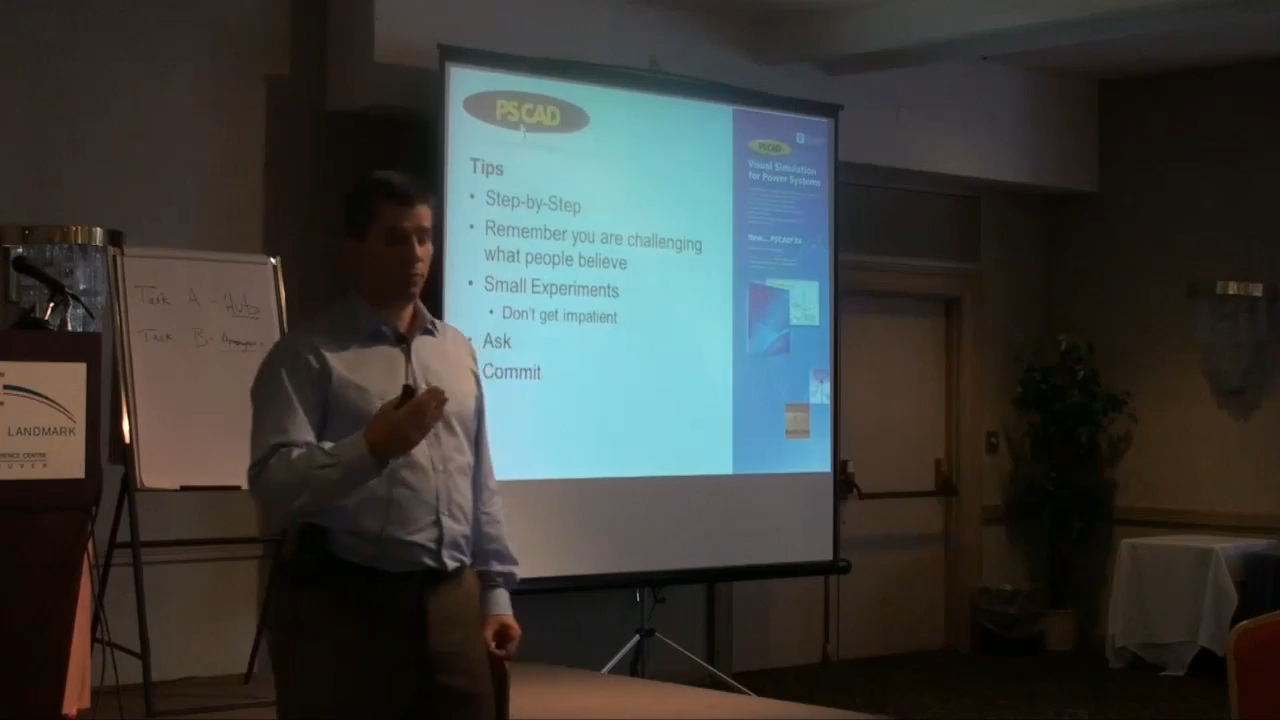 PSCAD
Tips
• Step-by-Step
• Remember you are challenging
what people believe
• Small Experiments
• Don't get impatient
Ask
Commit
PSCAD
Visual Simulation
for Power Systems
Task A - Hub
Task B-
LANDMARK